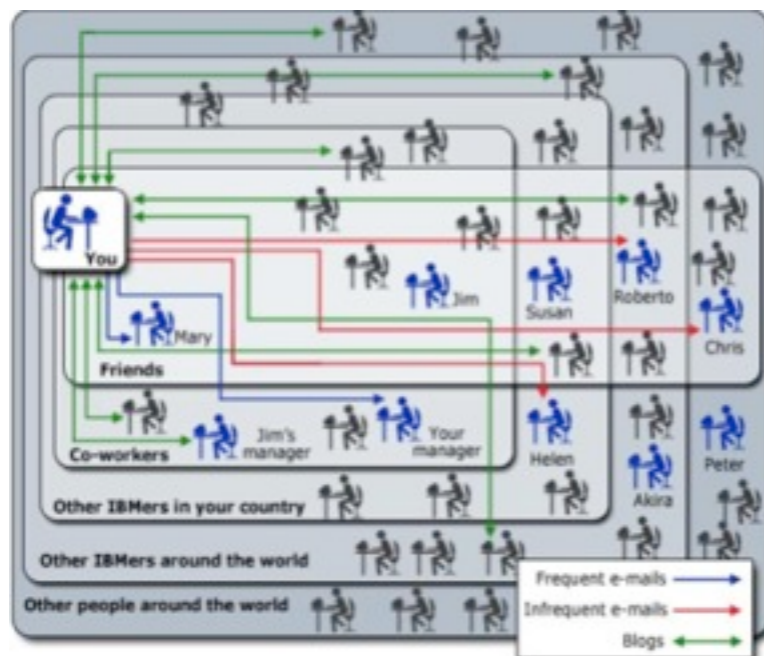 You
Jim
Susan
Roberto
Mary
Chris
Friends
Jim's
manager
Your
manager
Helen
Peter
Co-workers
Akira
Other IBMers in your country
Other IBMers around the world
Other people around the world
Frequent e-mails
Infrequent e-mails
Blogs